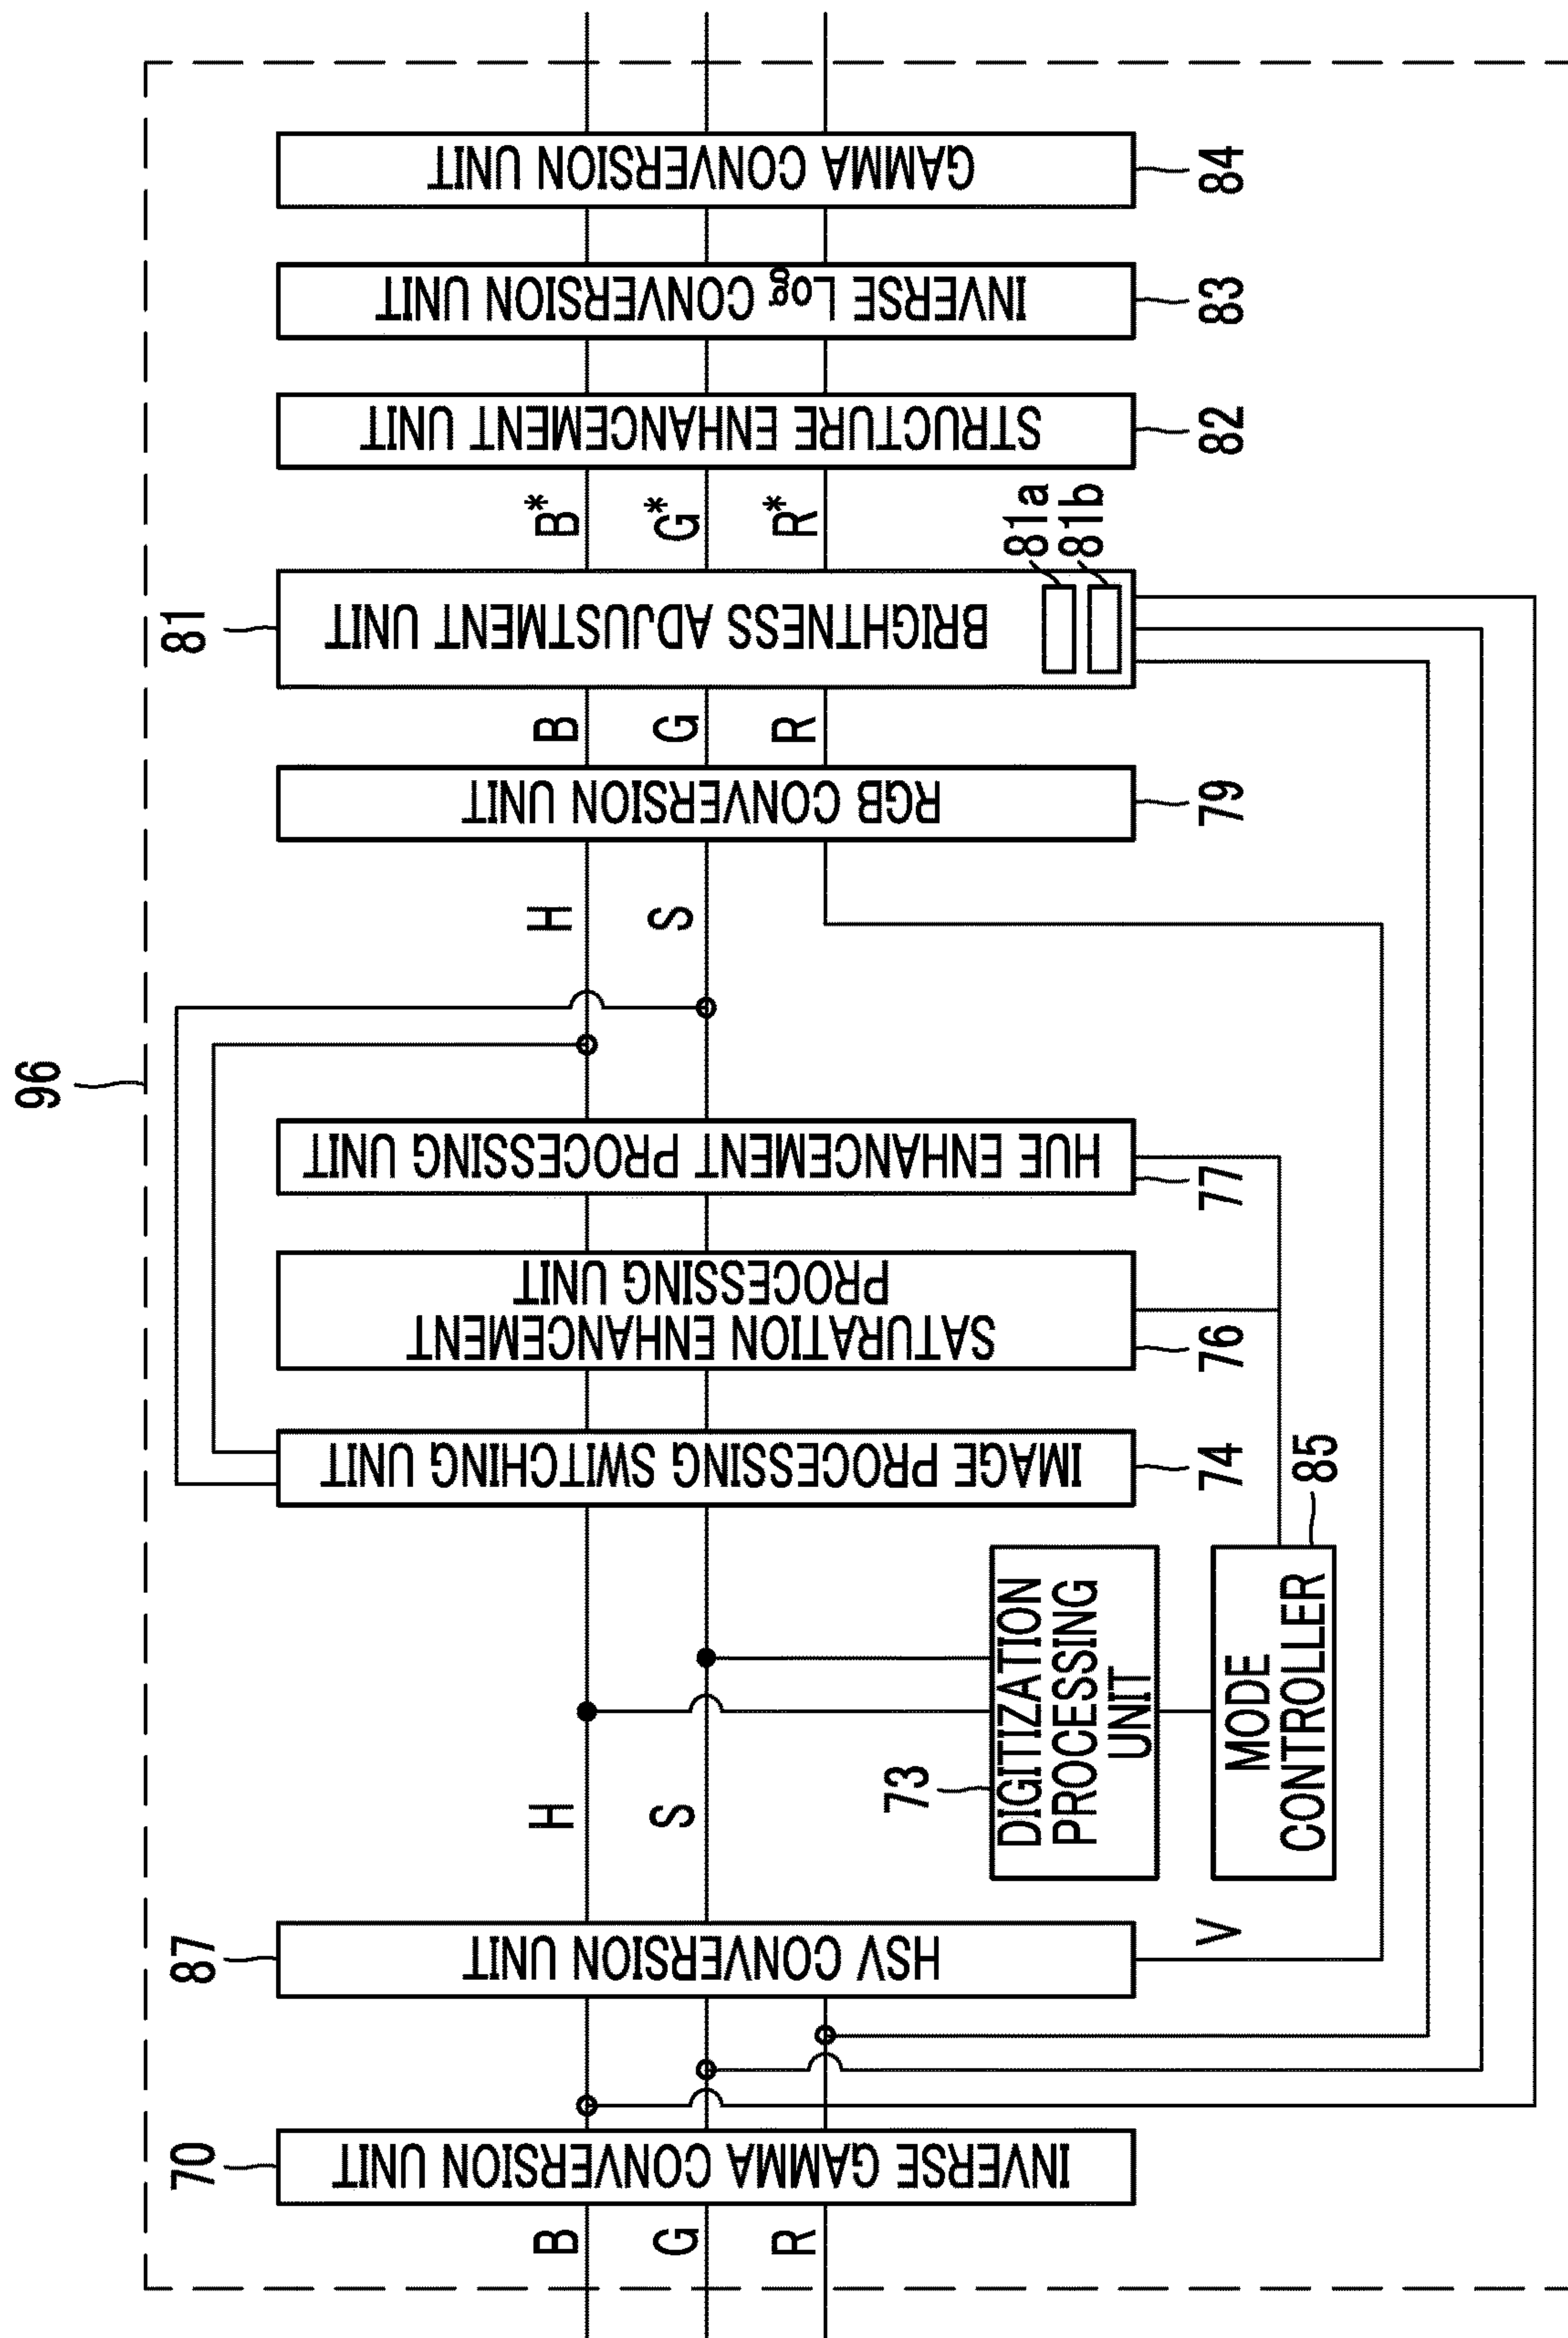 96
B
G
R
70
INVERSE GAMMA CONVERSION UNIT
87
HSV CONVERSION UNIT
V
H
S
73
DIGITIZATION
PROCESSING
UNIT
MODE
CONTROLLER
85
IMAGE PROCESSING SWITCHING UNIT
74
SATURATION ENHANCEMENT
PROCESSING UNIT
76
HUE ENHANCEMENT PROCESSING UNIT
77
H
S
RGB CONVERSION UNIT
79
B
G
R
81
BRIGHTNESS ADJUSTMENT UNIT
81a
81b
B*
G*
R*
STRUCTURE ENHANCEMENT UNIT
82
INVERSE Log CONVERSION UNIT
83
GAMMA CONVERSION UNIT
84